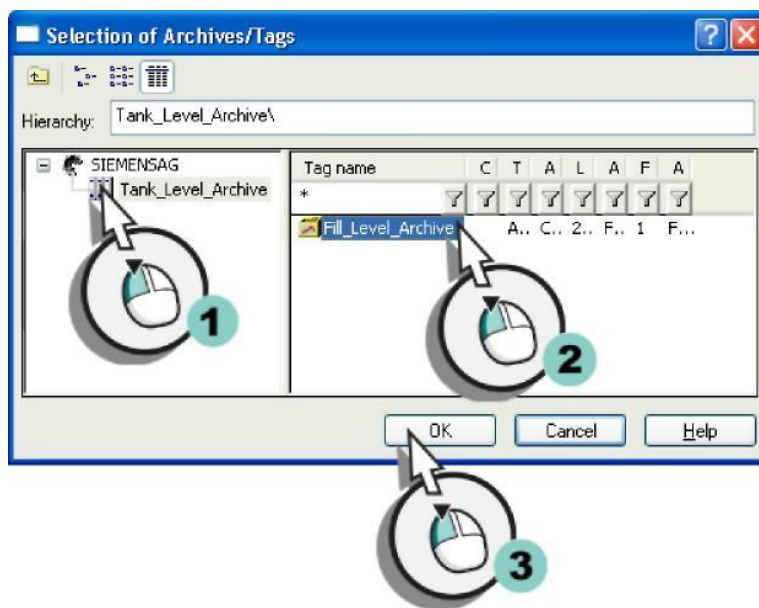 Selection of Archives/Tags
Hierarchy: Tank_Level_Archive\
SIEMENSAG
Tank_Level_Archive
Tag name C T A L A F A
*
Fill_Level_Archive A.. C.. 2.. F.. 1 F...
1
2
OK Cancel Help
3